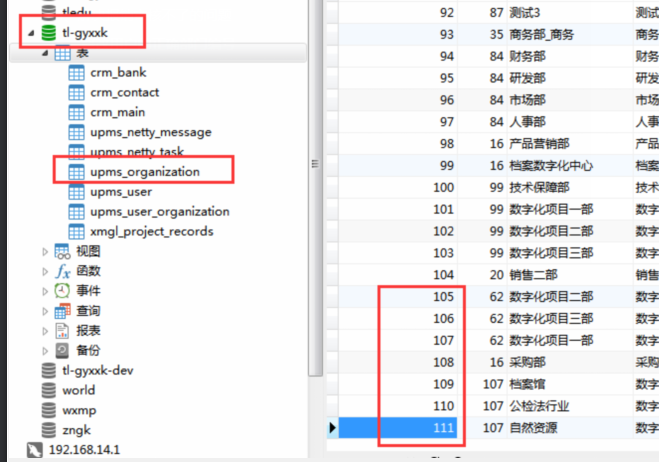 tledu
tl-gyxxk
表
crm_bank
crm_contact
crm_main
upms_netty_message
upms_netty_task
upms_organization
upms_user
upms_user_organization
xmgl_project_records
视图
函数
事件
查询
报表
备份
tl-gyxxk-dev
world
wxmp
zngk
192.168.14.1
92 87 测试3 测试
93 35 商务部_商务 商务
94 84 财务部 财务
95 84 研发部 研发
96 84 市场部 市场
97 84 人事部 人事
98 16 产品营销部 产品
99 16 档案数字化中心 档案
100 99 技术保障部 技术
101 99 数字化项目一部 数字
102 99 数字化项目二部 数字
103 99 数字化项目三部 数字
104 20 销售二部 销售
105 62 数字化项目二部 数字
106 62 数字化项目三部 数字
107 62 数字化项目一部 数字
108 16 采购部 采购
109 107 档案馆 数字
110 107 公检法行业 数字
111 107 自然资源 数字